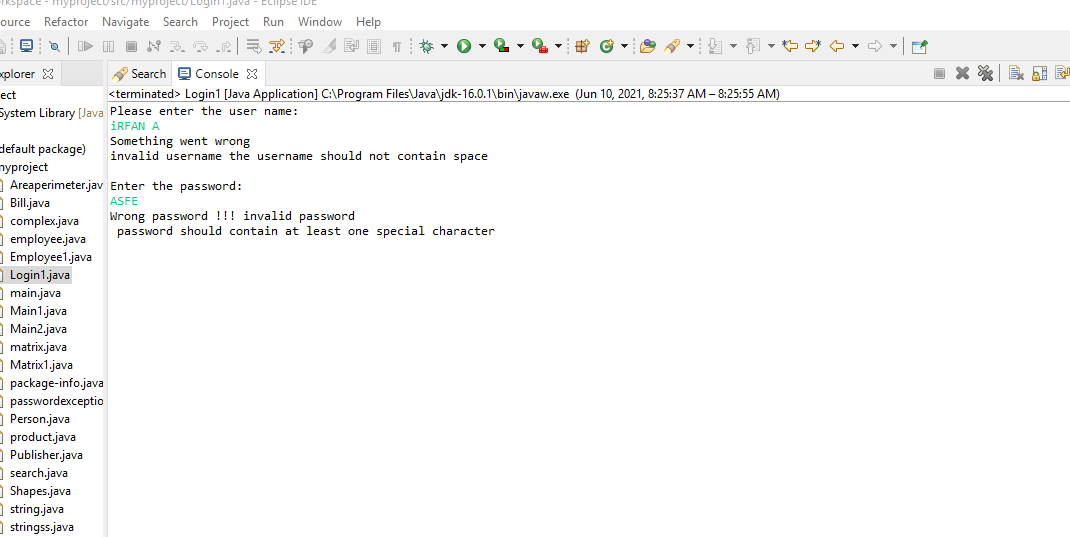 rkspace - myproject/src/myproject/Login1.java - Eclipse IDE
ource Refactor Navigate Search Project Run Window Help
xplorer Search Console
<terminated> Login1 [Java Application] C:\Program Files\Java\jdk-16.0.1\bin\javaw.exe (Jun 10, 2021, 8:25:37 AM – 8:25:55 AM)
Please enter the user name:
iRFAN A
Something went wrong
invalid username the username should not contain space
Enter the password:
ASFE
Wrong password !!! invalid password
password should contain at least one special character
ect
System Library [Java
default package)
nyproject
Areaperimeter.jav
Bill.java
complex.java
employee.java
Employee1.java
Login1.java
main.java
Main1.java
Main2.java
matrix.java
Matrix1.java
package-info.java
passwordexceptio
Person.java
product.java
Publisher.java
search.java
Shapes.java
string.java
stringss.java